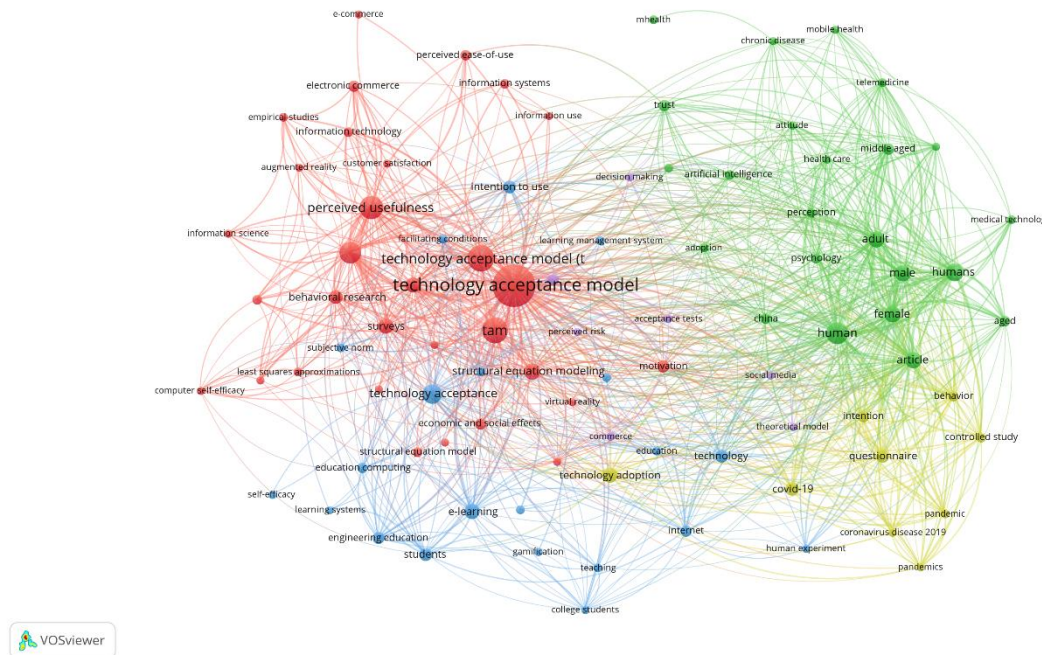 e-commerce
mhealth
mobile health
chronic disease
perceived ease-of-use
electronic commerce
information systems
telemedicine
trust
empirical studies
information technology
information use
attitude
middle aged
augmented reality
customer satisfaction
health care
decision making
artificial intelligence
intention to use
perceived usefulness
perception
medical technolog
information science
facilitating conditions
learning management system
adoption
adult
psychology
technology acceptance model (t
technology acceptance model
male
humans
behavioral research
female
surveys
tam
perceived risk
acceptance tests
china
human
aged
subjective norm
article
least squares approximations
structural equation modeling
motivation
social media
computer self-efficacy
technology acceptance
virtual reality
behavior
intention
economic and social effects
theoretical model
commerce
controlled study
structural equation model
education
technology
questionnaire
education computing
technology adoption
self-efficacy
covid-19
learning systems
e-learning
pandemic
engineering education
internet
coronavirus disease 2019
students
gamification
human experiment
teaching
pandemics
college students
VOSviewer